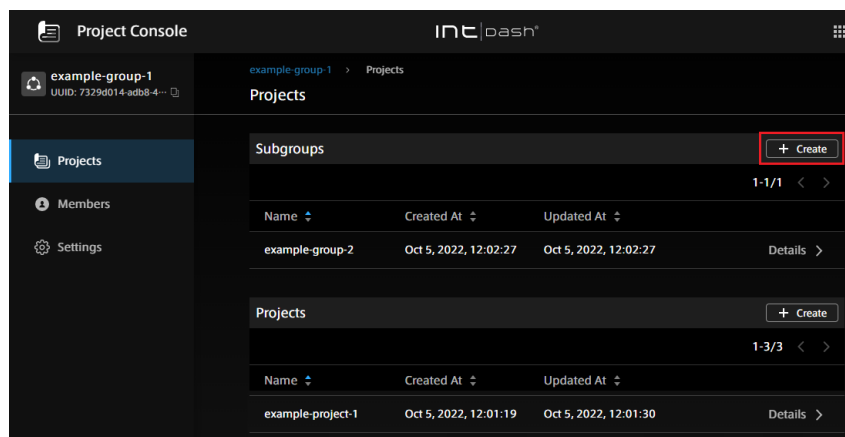 Project Console
intdash®
example-group-1
UUID: 7329d014-adb8-4···
example-group-1 > Projects
Projects
Projects
Members
Settings
Subgroups
+ Create
1-1/1 < >
Name Created At Updated At
example-group-2 Oct 5, 2022, 12:02:27 Oct 5, 2022, 12:02:27 Details >
Projects
+ Create
1-3/3 < >
Name Created At Updated At
example-project-1 Oct 5, 2022, 12:01:19 Oct 5, 2022, 12:01:30 Details >